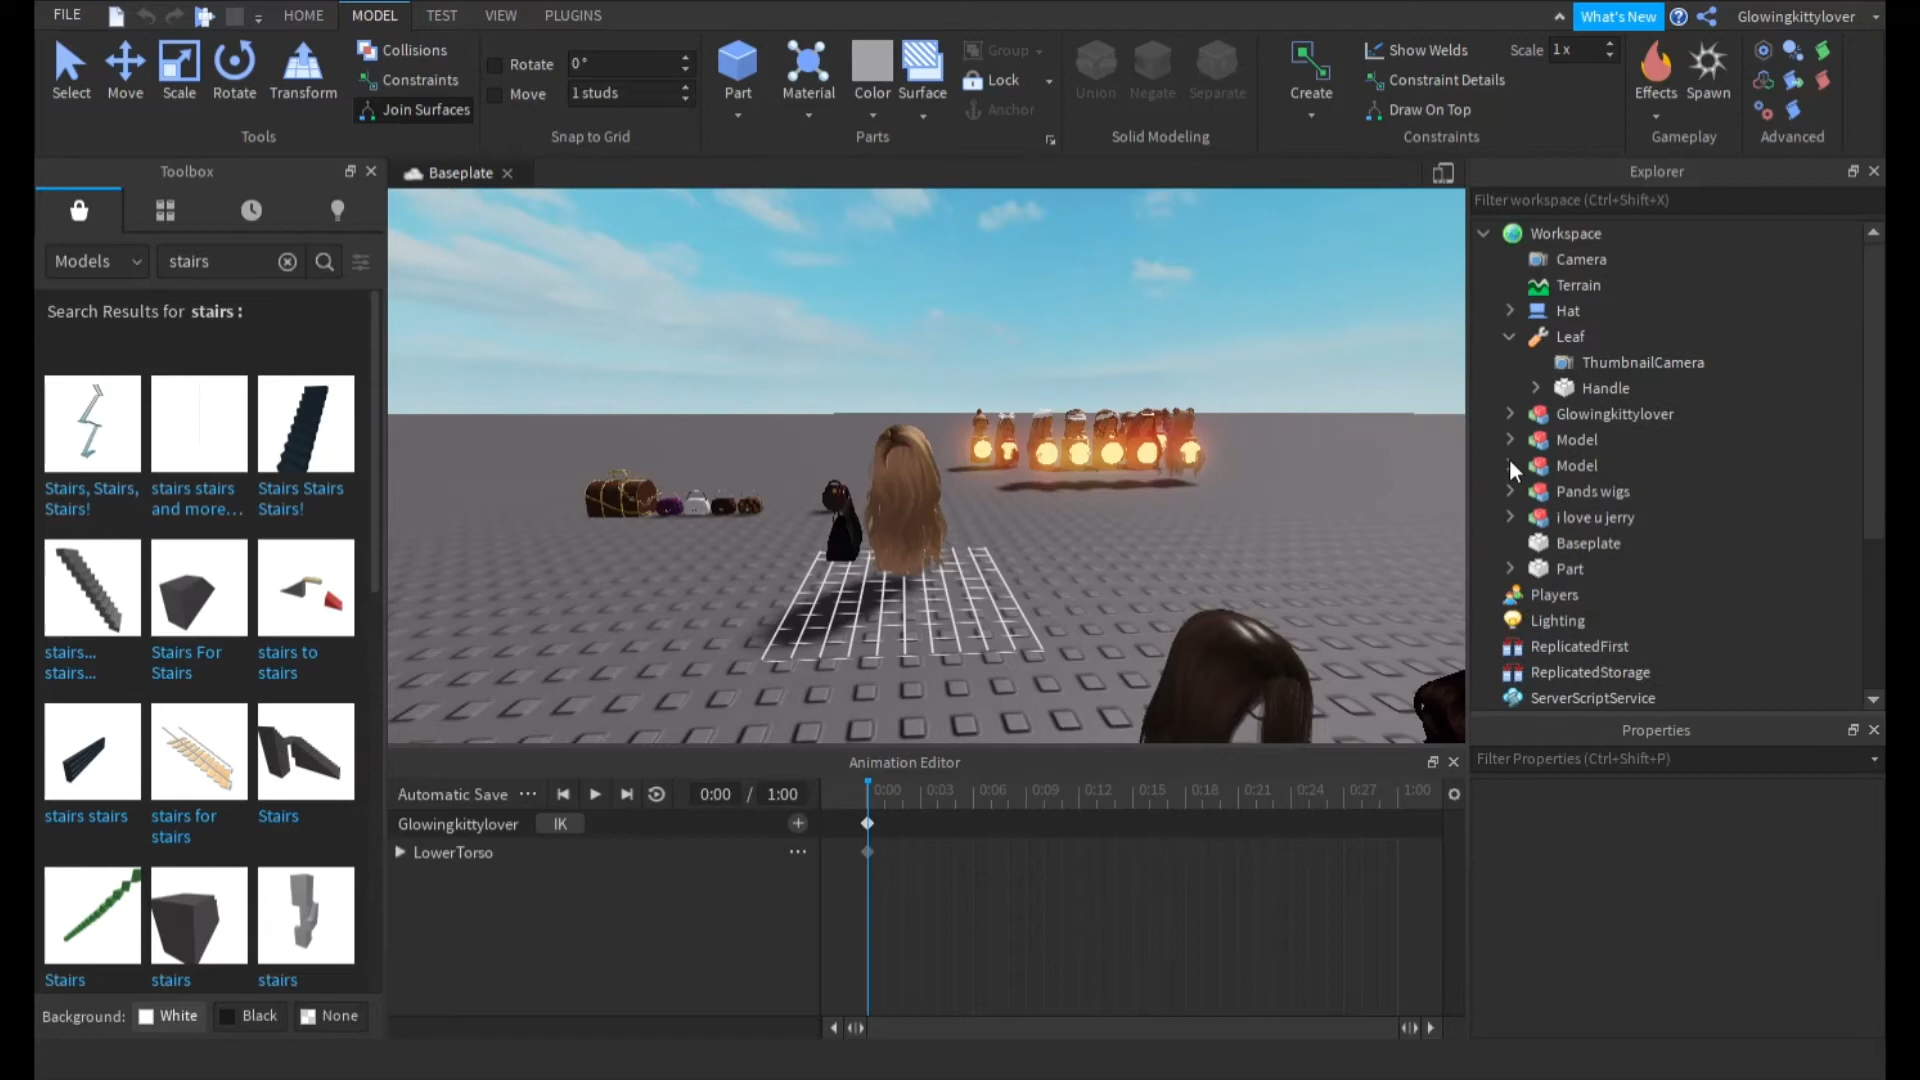 FILE HOME MODEL TEST VIEW PLUGINS What's New Glowingkittylover
Select Move Scale Rotate Transform
Collisions
Constraints
Join Surfaces
Tools
Rotate 0°
Move 1 studs
Snap to Grid
Part Material Color Surface
Group
Lock
Anchor
Parts
Union Negate Separate
Solid Modeling
Create
Show Welds Scale 1 x
Constraint Details
Draw On Top
Constraints
Effects Spawn
Gameplay
Advanced
Toolbox
Models stairs
Search Results for stairs :
Stairs, Stairs, Stairs!
stairs stairs and more...
Stairs Stairs Stairs!
stairs... stairs...
Stairs For Stairs
stairs to stairs
stairs stairs
stairs for stairs
Stairs
Stairs
stairs
stairs
Background: White Black None
Baseplate
Animation Editor
Automatic Save 0:00 / 1:00
0:00 0:03 0:06 0:09 0:12 0:15 0:18 0:21 0:24 0:27 1:00
Glowingkittylover IK
LowerTorso
Explorer
Filter workspace (Ctrl+Shift+X)
Workspace
Camera
Terrain
Hat
Leaf
ThumbnailCamera
Handle
Glowingkittylover
Model
Model
Pands wigs
i love u jerry
Baseplate
Part
Players
Lighting
ReplicatedFirst
ReplicatedStorage
ServerScriptService
Properties
Filter Properties (Ctrl+Shift+P)